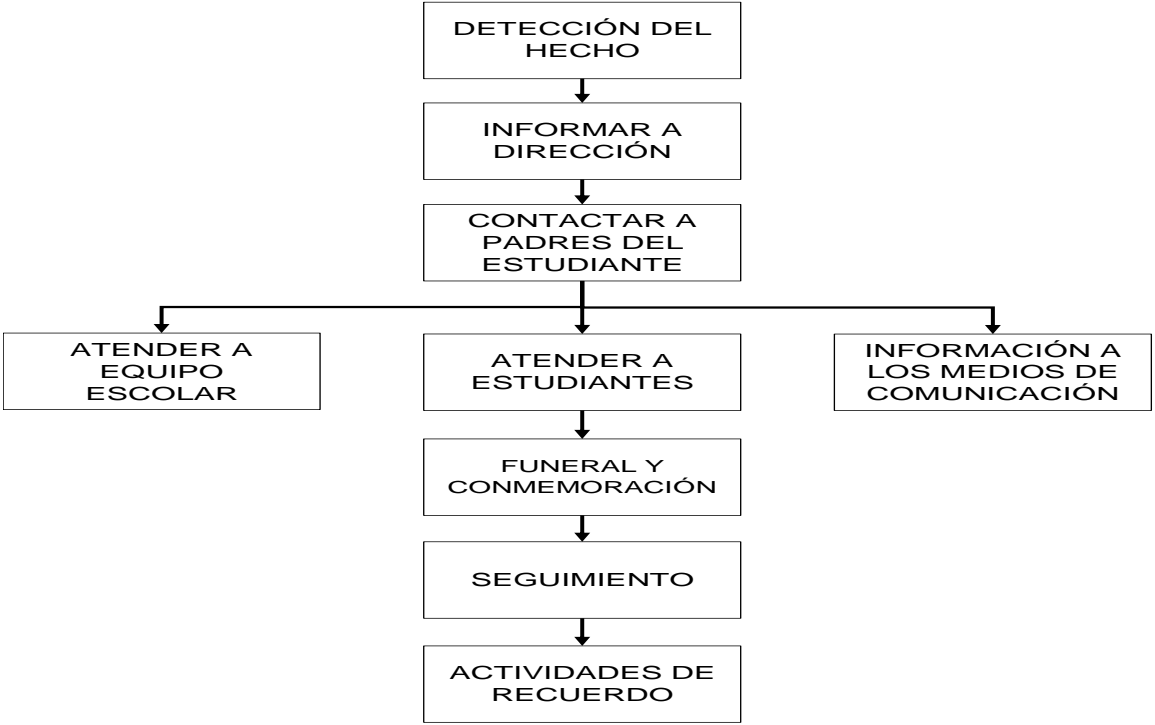 DETECCIÓN DEL
HECHO
INFORMAR A
DIRECCIÓN
CONTACTAR A
PADRES DEL
ESTUDIANTE
ATENDER A
EQUIPO
ESCOLAR
ATENDER A
ESTUDIANTES
INFORMACIÓN A
LOS MEDIOS DE
COMUNICACIÓN
FUNERAL Y
CONMEMORACIÓN
SEGUIMIENTO
ACTIVIDADES DE
RECUERDO